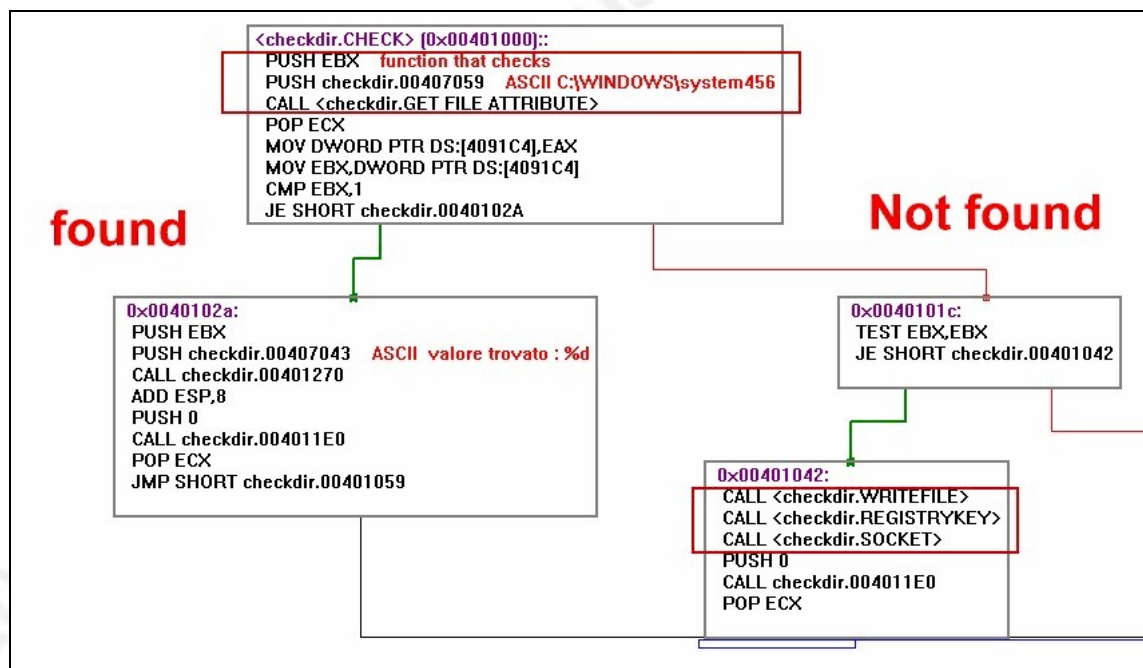 <checkdir.CHECK> (0x00401000)::
PUSH EBX function that checks
PUSH checkdir.00407059 ASCII C:\WINDOWS\system456
CALL <checkdir.GET FILE ATTRIBUTE>
POP ECX
MOV DWORD PTR DS:[4091C4],EAX
MOV EBX,DWORD PTR DS:[4091C4]
CMP EBX,1
JE SHORT checkdir.0040102A
found
Not found
0x0040102a:
PUSH EBX
PUSH checkdir.00407043 ASCII valore trovato : %d
CALL checkdir.00401270
ADD ESP,8
PUSH 0
CALL checkdir.004011E0
POP ECX
JMP SHORT checkdir.00401059
0x0040101c:
TEST EBX,EBX
JE SHORT checkdir.00401042
0x00401042:
CALL <checkdir.WRITEFILE>
CALL <checkdir.REGISTRYKEY>
CALL <checkdir.SOCKET>
PUSH 0
CALL checkdir.004011E0
POP ECX